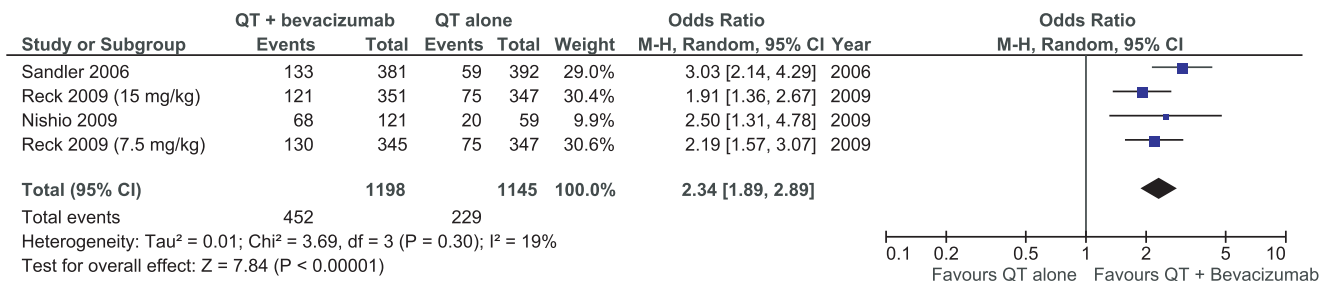 QT + bevacizumab QT alone Odds Ratio Odds Ratio
Study or Subgroup Events Total Events Total Weight M-H, Random, 95% CI Year M-H, Random, 95% CI
Sandler 2006 133 381 59 392 29.0% 3.03 [2.14, 4.29] 2006
Reck 2009 (15 mg/kg) 121 351 75 347 30.4% 1.91 [1.36, 2.67] 2009
Nishio 2009 68 121 20 59 9.9% 2.50 [1.31, 4.78] 2009
Reck 2009 (7.5 mg/kg) 130 345 75 347 30.6% 2.19 [1.57, 3.07] 2009
Total (95% CI) 1198 1145 100.0% 2.34 [1.89, 2.89]
Total events 452 229
Heterogeneity: Tau² = 0.01; Chi² = 3.69, df = 3 (P = 0.30); I² = 19%
Test for overall effect: Z = 7.84 (P < 0.00001)
0.1 0.2 0.5 1 2 5 10
Favours QT alone Favours QT + Bevacizumab